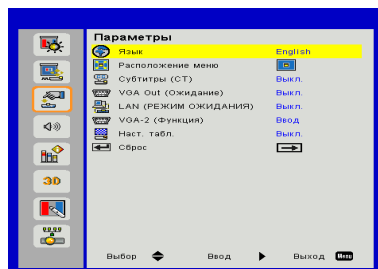 Параметры
Язык English
Расположение меню
Субтитры (CT) Выкл.
VGA Out (Ожидание) Выкл.
LAN (РЕЖИМ ОЖИДАНИЯ) Выкл.
VGA-2 (Функция) Ввод
Наст. табл. Выкл.
Сброс
3D
Выбор Ввод Выход Menu